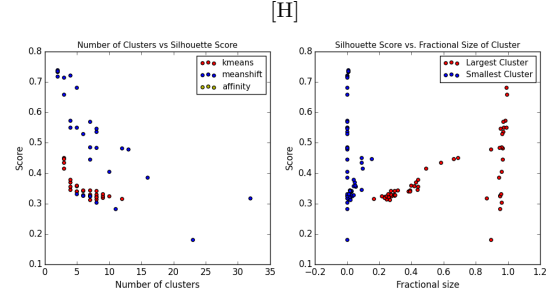 [H]
Number of Clusters vs Silhouette Score
0.8
0.7
0.6
0.5
0.4
0.3
0.2
0.1
Score
0
5
10
15
20
25
30
35
Number of clusters
kmeans
meanshift
affinity
Silhouette Score vs. Fractional Size of Cluster
0.8
0.7
0.6
0.5
0.4
0.3
0.2
0.1
Score
−0.2
0.0
0.2
0.4
0.6
0.8
1.0
1.2
Fractional size
Largest Cluster
Smallest Cluster